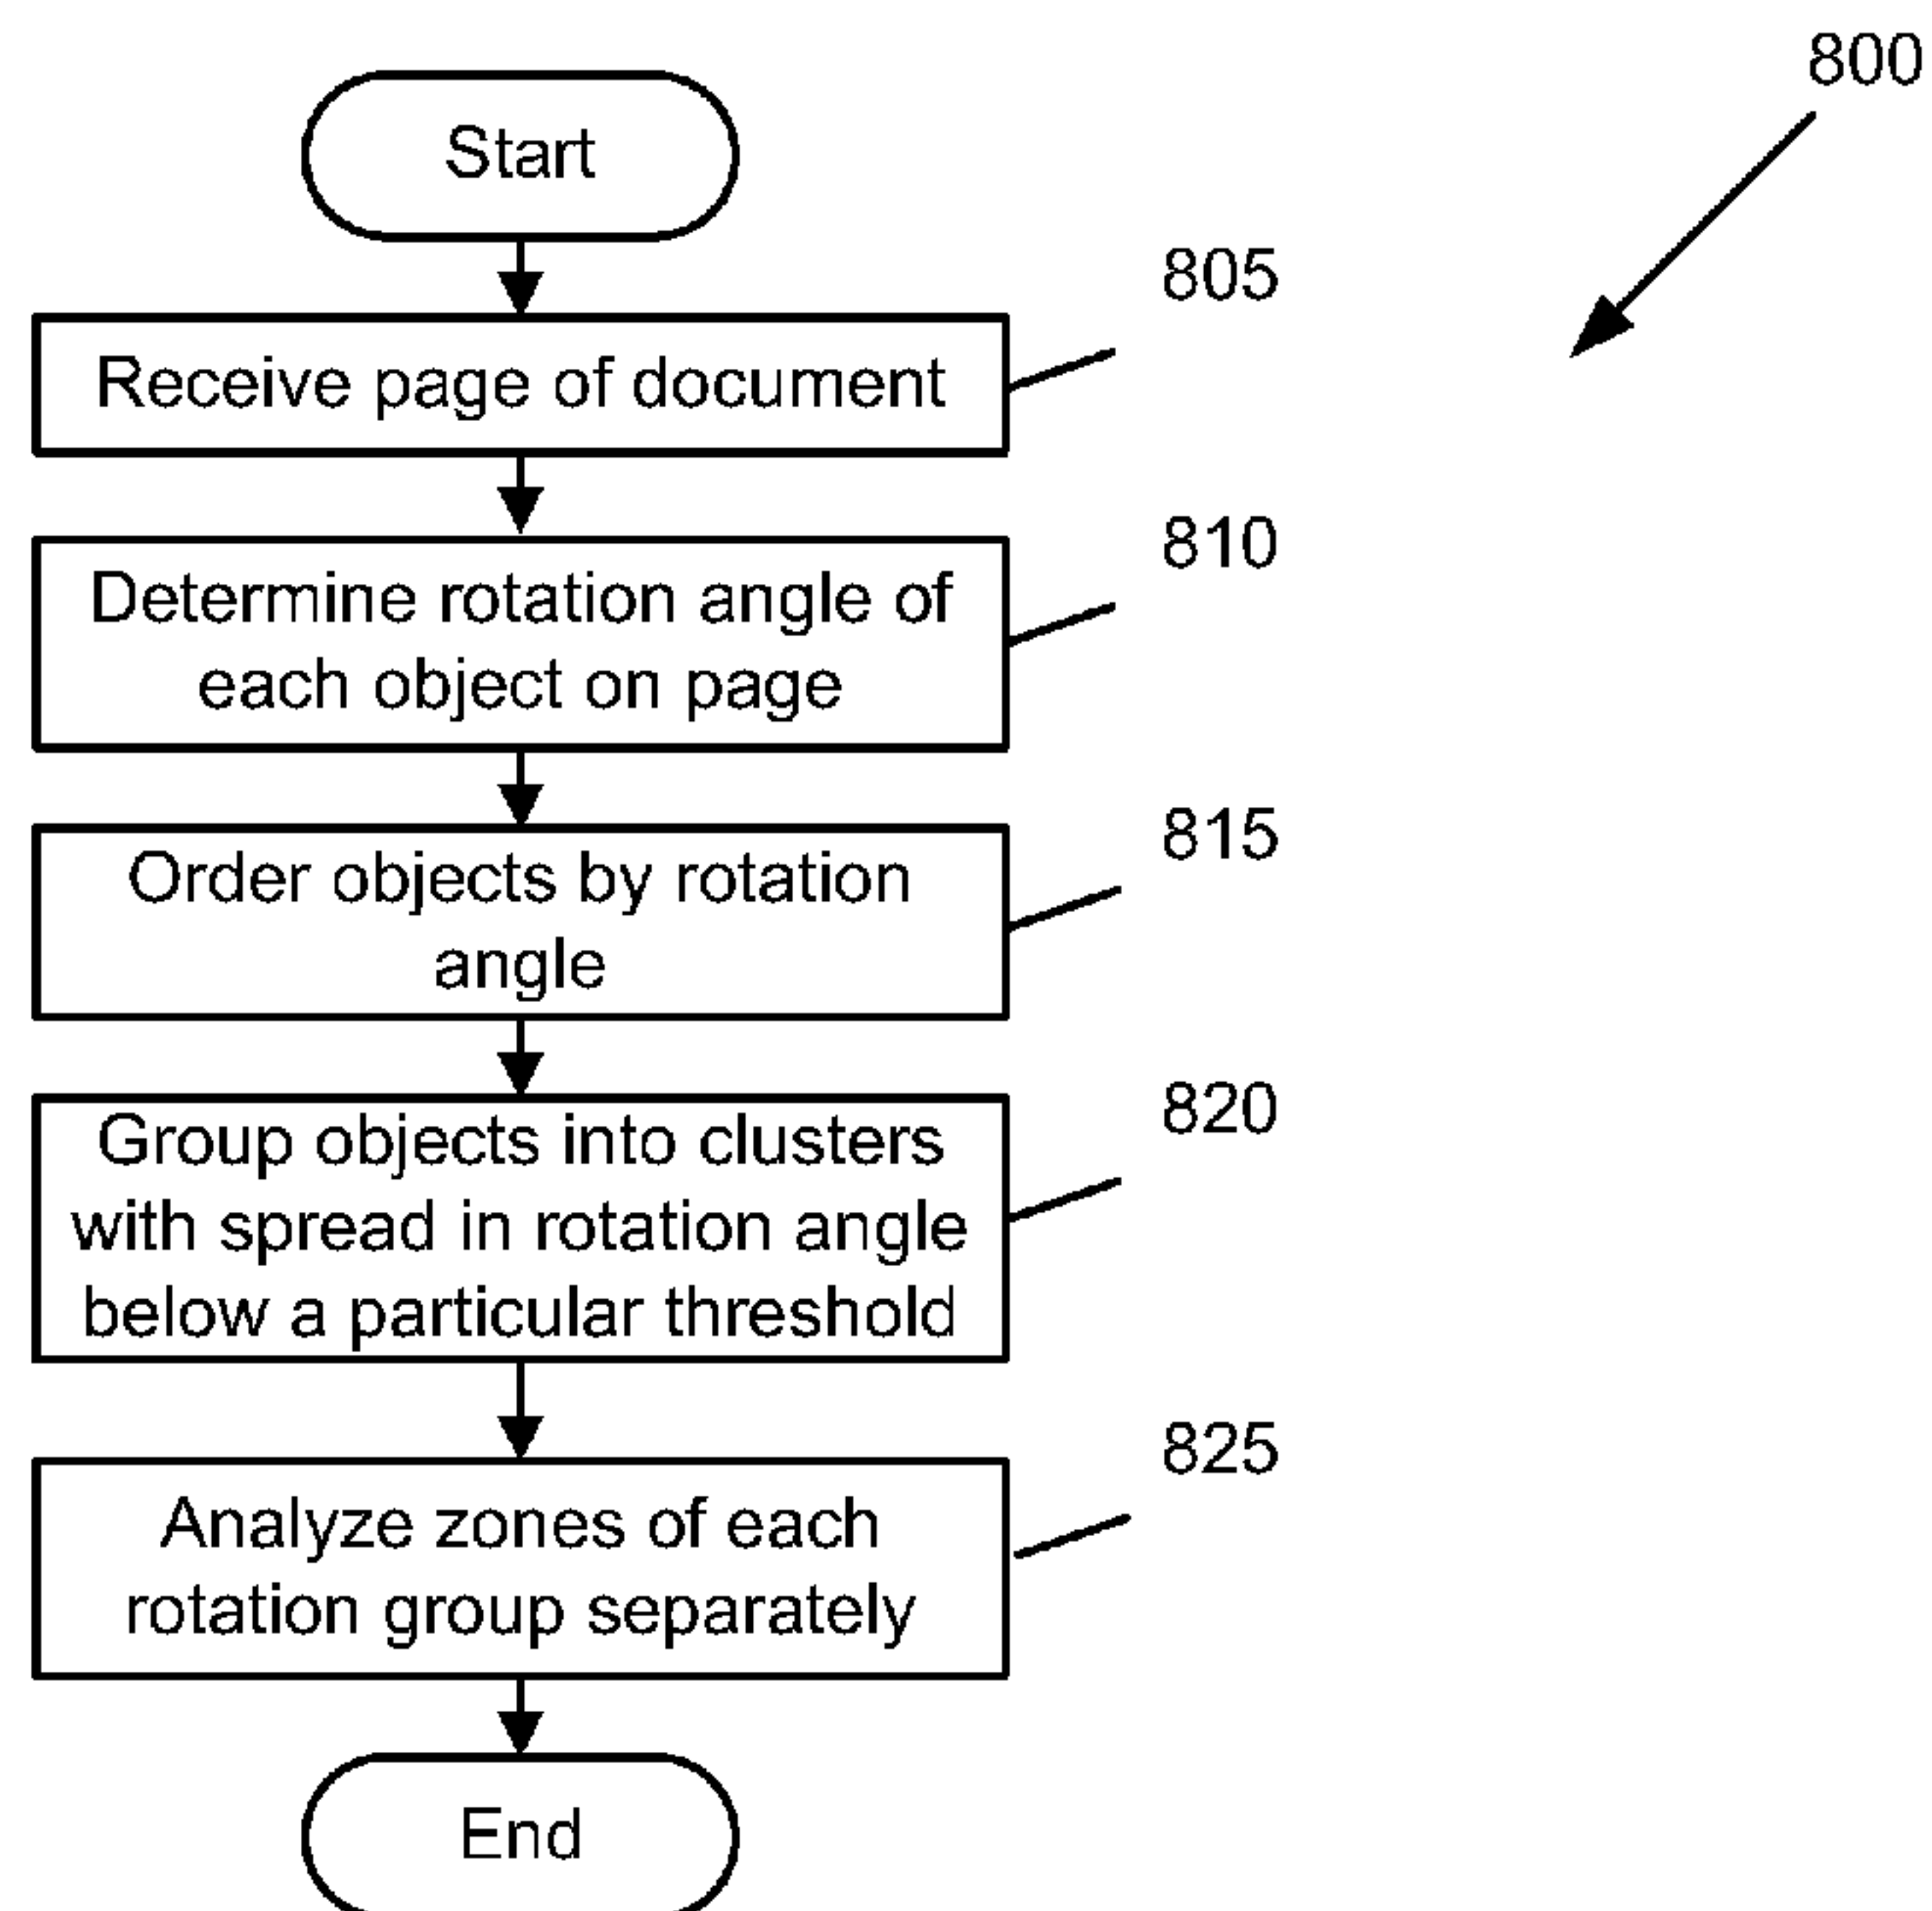 800
Start
805
Receive page of document
810
Determine rotation angle of
each object on page
815
Order objects by rotation
angle
820
Group objects into clusters
with spread in rotation angle
below a particular threshold
825
Analyze zones of each
rotation group separately
End